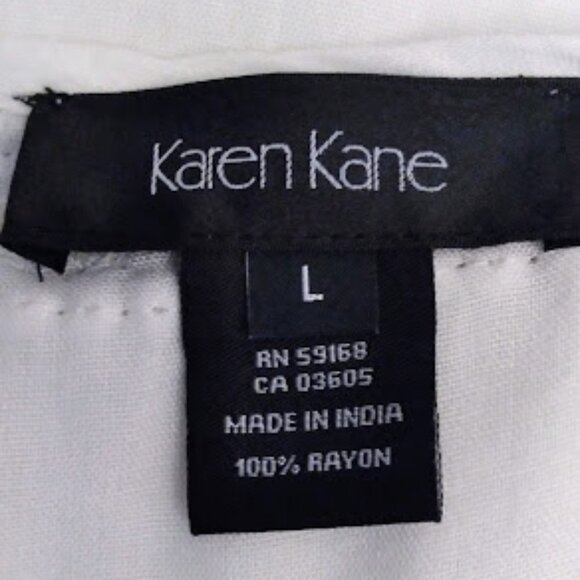 Karen Kane
L
RN 59168
CA 03605
MADE IN INDIA
100% RAYON